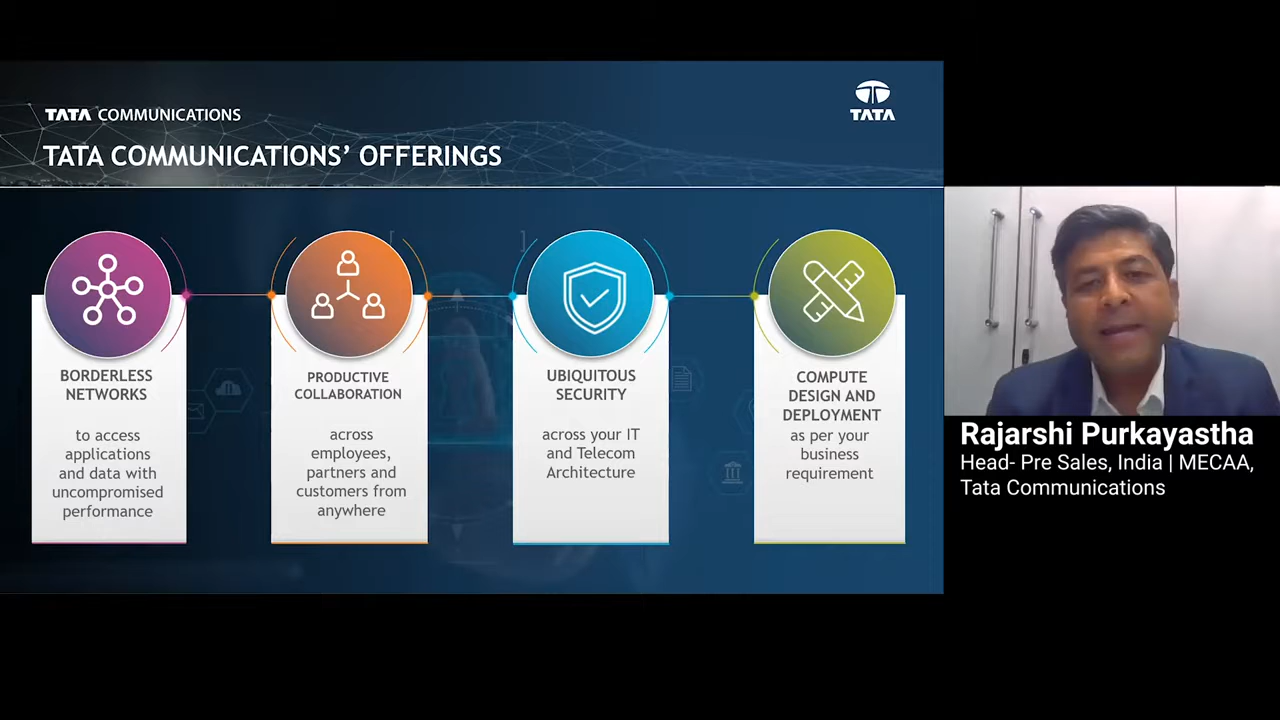 TATA COMMUNICATIONS
TATA
TATA COMMUNICATIONS’ OFFERINGS
BORDERLESS
NETWORKS
to access
applications
and data with
uncompromised
performance
PRODUCTIVE
COLLABORATION
across
employees,
partners and
customers from
anywhere
UBIQUITOUS
SECURITY
across your IT
and Telecom
Architecture
COMPUTE
DESIGN AND
DEPLOYMENT
as per your
business
requirement
Rajarshi Purkayastha
Head- Pre Sales, India | MECAA,
Tata Communications